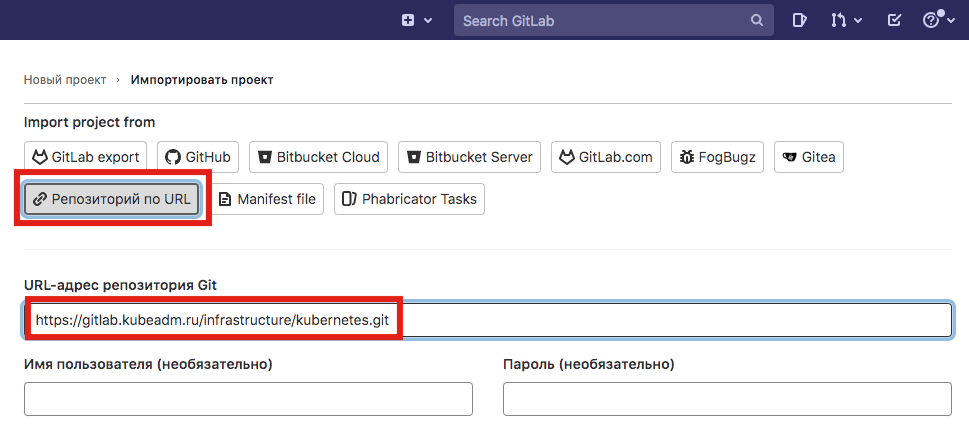 Search GitLab
Новый проект › Импортировать проект
Import project from
GitLab export GitHub Bitbucket Cloud Bitbucket Server GitLab.com FogBugz Gitea
Репозиторий по URL Manifest file Phabricator Tasks
URL-адрес репозитория Git
https://gitlab.kubeadm.ru/infrastructure/kubernetes.git
Имя пользователя (необязательно) Пароль (необязательно)